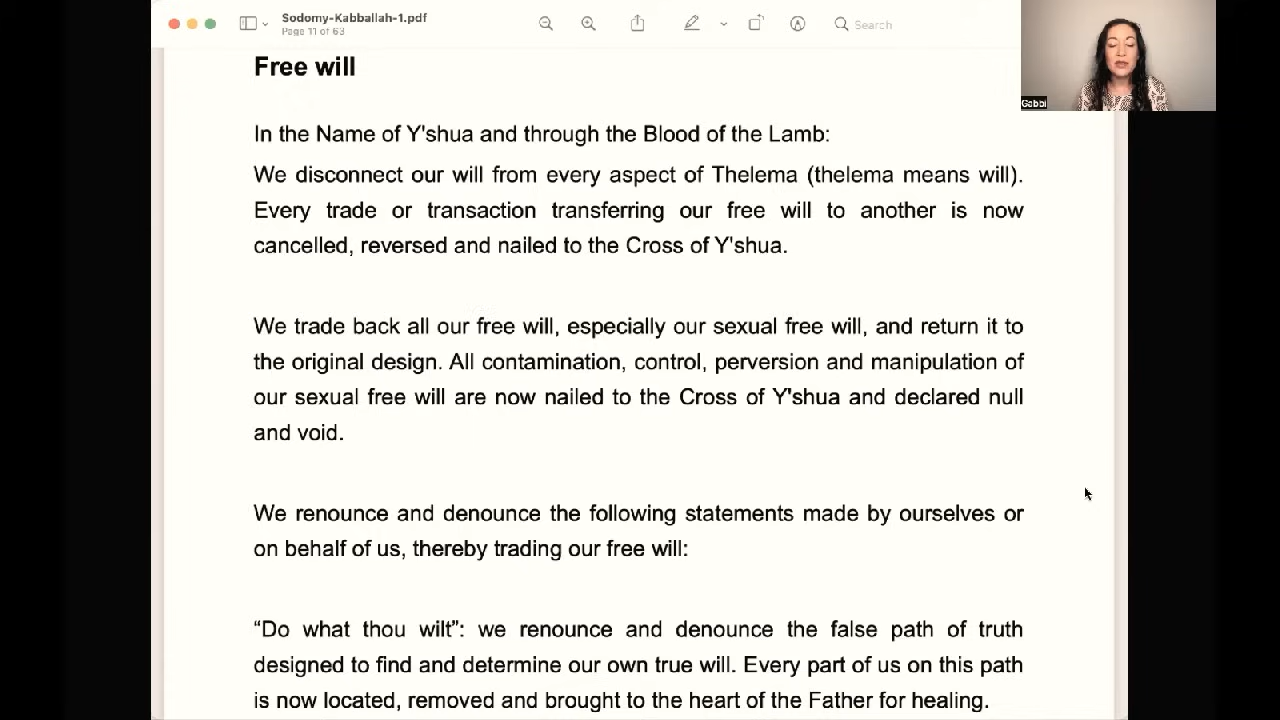 Sodomy-Kabballah-1.pdf
Page 11 of 63
Search
Gabbi
Free will
In the Name of Y'shua and through the Blood of the Lamb:
We disconnect our will from every aspect of Thelema (thelema means will).
Every trade or transaction transferring our free will to another is now
cancelled, reversed and nailed to the Cross of Y'shua.
We trade back all our free will, especially our sexual free will, and return it to
the original design. All contamination, control, perversion and manipulation of
our sexual free will are now nailed to the Cross of Y'shua and declared null
and void.
We renounce and denounce the following statements made by ourselves or
on behalf of us, thereby trading our free will:
“Do what thou wilt”: we renounce and denounce the false path of truth
designed to find and determine our own true will. Every part of us on this path
is now located, removed and brought to the heart of the Father for healing.